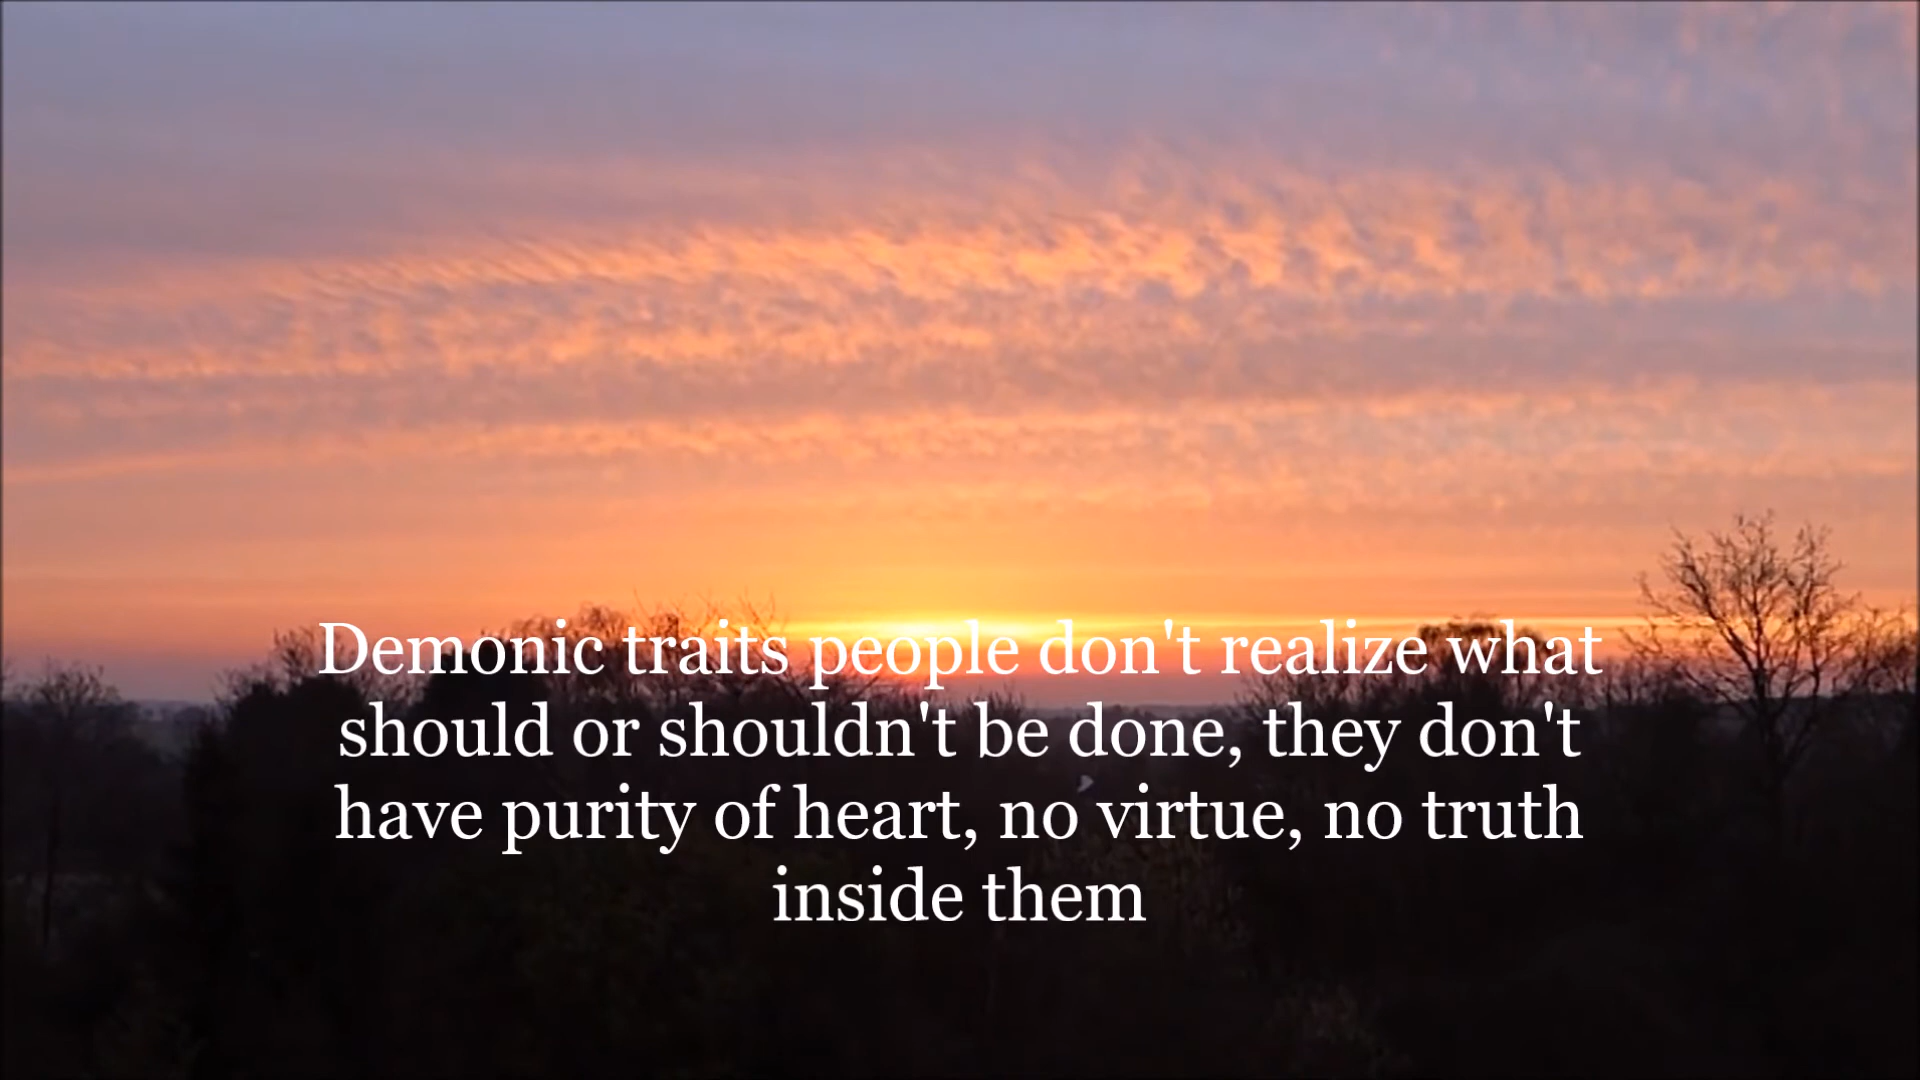 Demonic traits people don't realize what
should or shouldn't be done, they don't
have purity of heart, no virtue, no truth
inside them